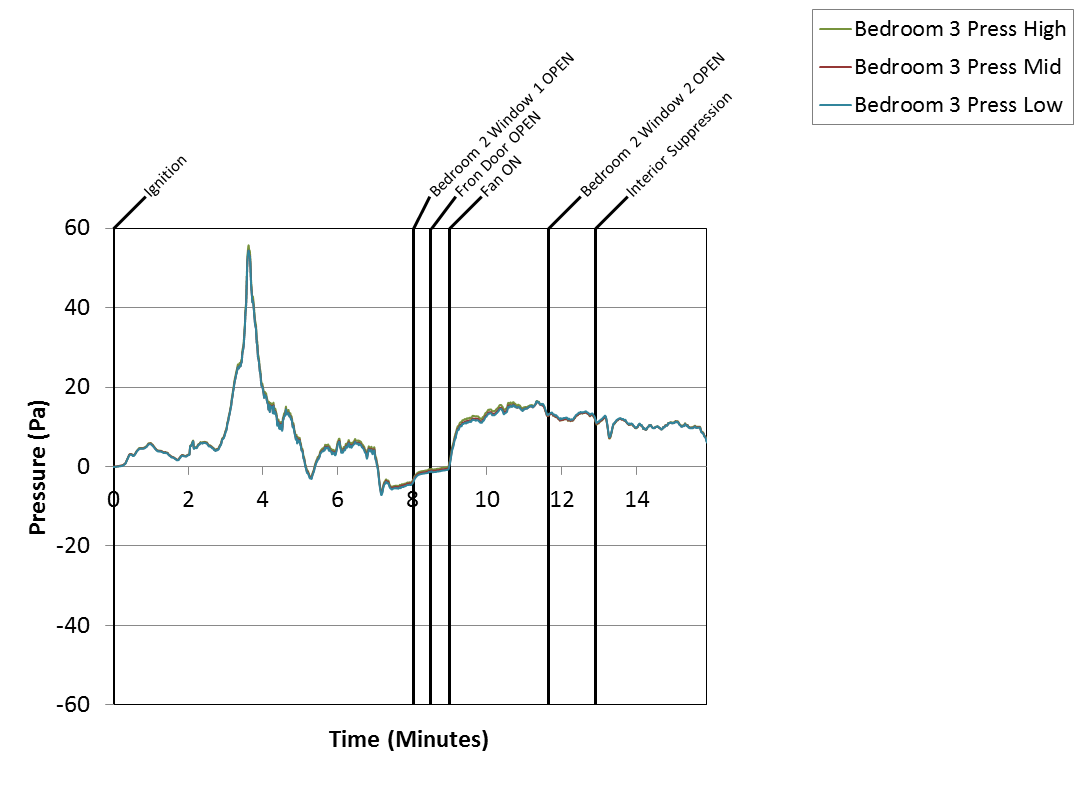 Bedroom 3 Press High
Bedroom 3 Press Mid
Bedroom 3 Press Low
Ignition
Bedroom 2 Window 1 OPEN
Fron Door OPEN
Fan ON
Bedroom 2 Window 2 OPEN
Interior Suppression
60
40
20
0
-20
-40
-60
0 2 4 6 8 10 12 14
Pressure (Pa)
Time (Minutes)